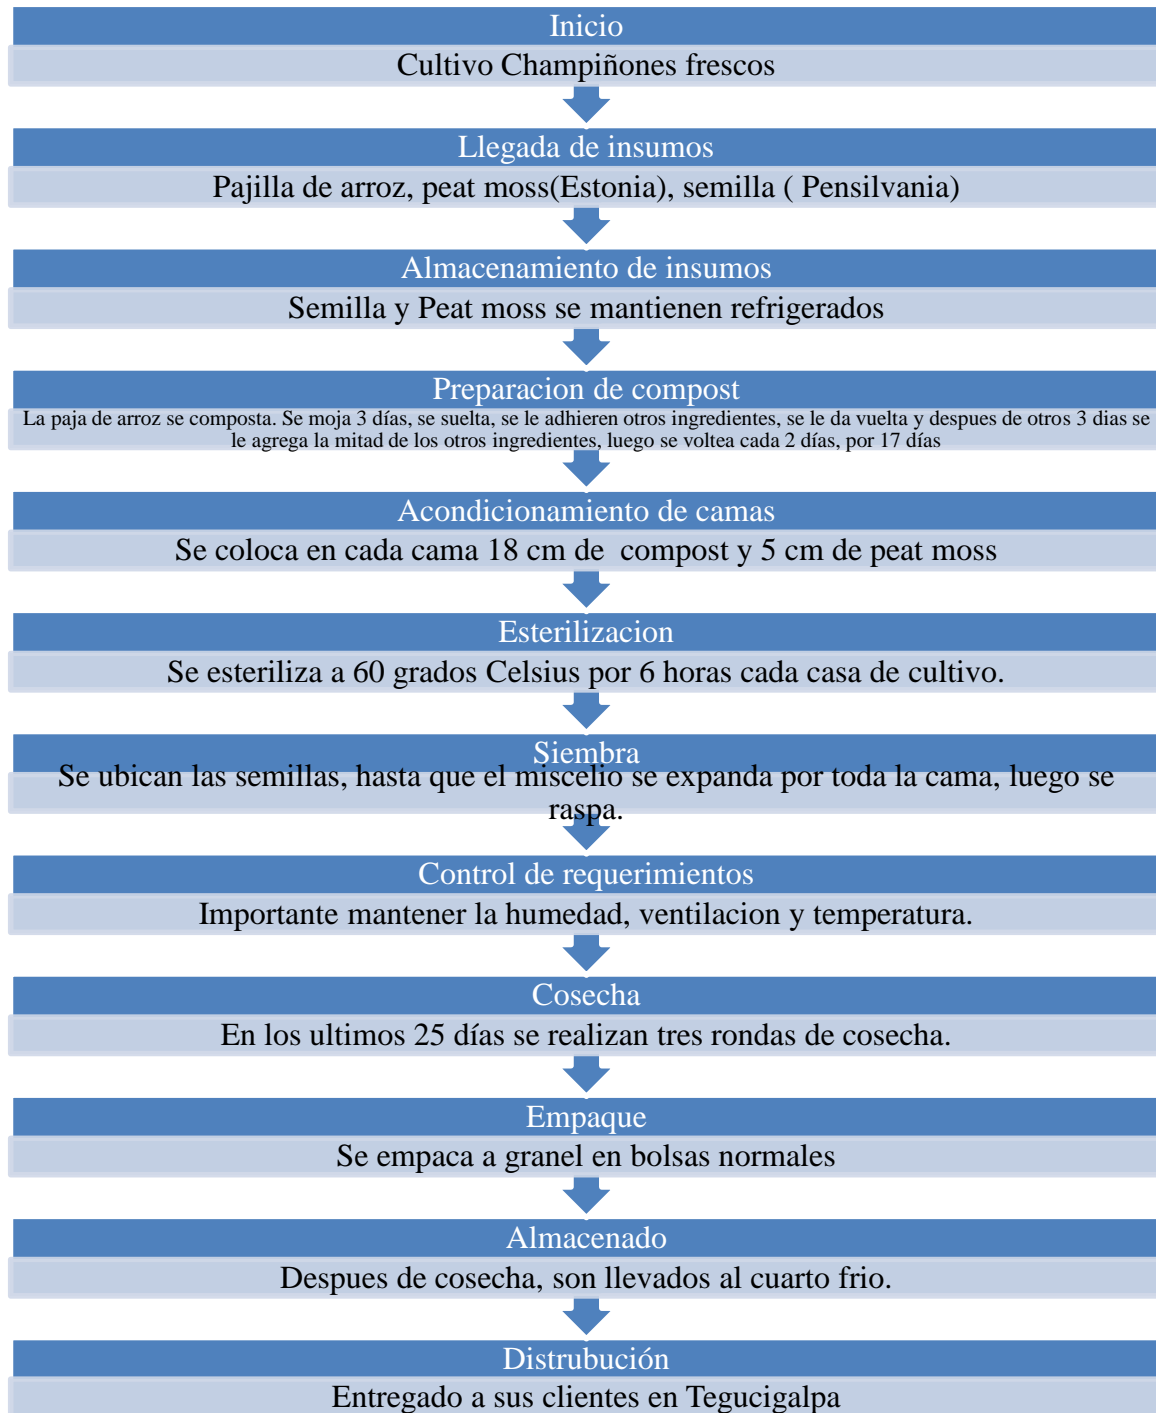 Inicio
Cultivo Champiñones frescos
Llegada de insumos
Pajilla de arroz, peat moss(Estonia), semilla ( Pensilvania)
Almacenamiento de insumos
Semilla y Peat moss se mantienen refrigerados
Preparacion de compost
La paja de arroz se composta. Se moja 3 días, se suelta, se le adhieren otros ingredientes, se le da vuelta y despues de otros 3 dias se
le agrega la mitad de los otros ingredientes, luego se voltea cada 2 días, por 17 días
Acondicionamiento de camas
Se coloca en cada cama 18 cm de compost y 5 cm de peat moss
Esterilizacion
Se esteriliza a 60 grados Celsius por 6 horas cada casa de cultivo.
Siembra
Se ubican las semillas, hasta que el miscelio se expanda por toda la cama, luego se
raspa.
Control de requerimientos
Importante mantener la humedad, ventilacion y temperatura.
Cosecha
En los ultimos 25 días se realizan tres rondas de cosecha.
Empaque
Se empaca a granel en bolsas normales
Almacenado
Despues de cosecha, son llevados al cuarto frio.
Distrubución
Entregado a sus clientes en Tegucigalpa